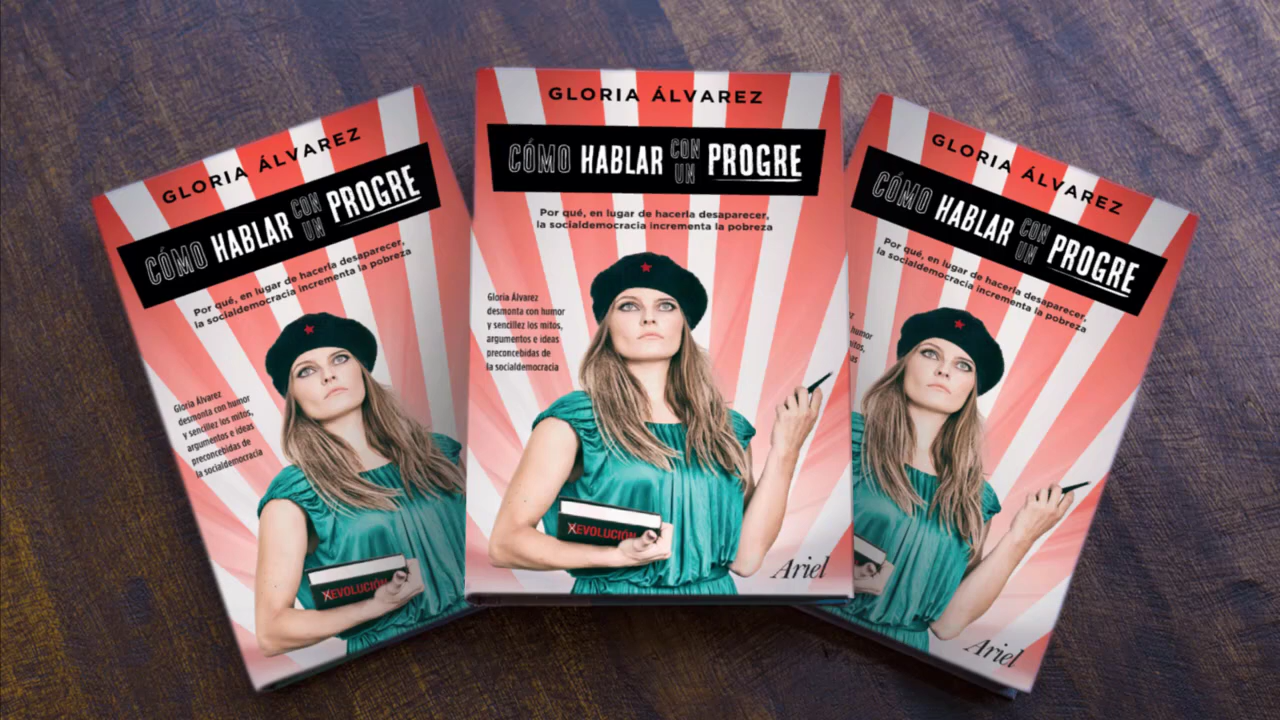 GLORIA ÁLVAREZ
CÓMO HABLAR CON UN PROGRE
Por qué, en lugar de hacerla desaparecer,
la socialdemocracia incrementa la pobreza
Gloria Álvarez
desmonta con humor
y sencillez los mitos,
argumentos e ideas
preconcebidas de
la socialdemocracia
XEVOLUCIÓN
GLORIA ÁLVAREZ
CÓMO HABLAR CON UN PROGRE
Por qué, en lugar de hacerla desaparecer,
la socialdemocracia incrementa la pobreza
Gloria Álvarez
desmonta con humor
y sencillez los mitos,
argumentos e ideas
preconcebidas de
la socialdemocracia
XEVOLUCIÓN
Ariel
GLORIA ÁLVAREZ
CÓMO HABLAR CON UN PROGRE
Por qué, en lugar de hacerla desaparecer,
la socialdemocracia incrementa la pobreza
humor
Ariel